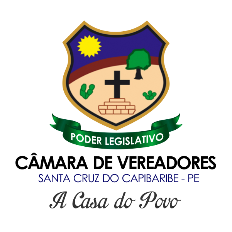 PODER LEGISLATIVO
CÂMARA DE VEREADORES
SANTA CRUZ DO CAPIBARIBE - PE
A Casa do Povo